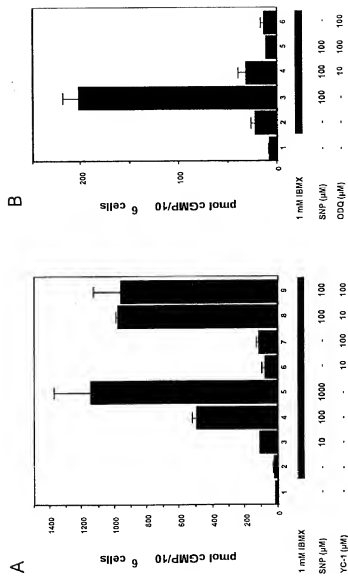 A
pmol cGMP/10
6 cells
1400
1200
1000
800
600
400
200
0
1 2 3 4 5 6 7 8 9
1 mM IBMX
SNP (µM) - - 10 100 1000 - - 100 100
YC-1 (µM) - - - - - 10 100 10 100
B
pmol cGMP/10
6 cells
200
100
0
1 2 3 4 5 6
1 mM IBMX
SNP (µM) - - 100 100 100 -
ODQ (µM) - - - 10 100 100